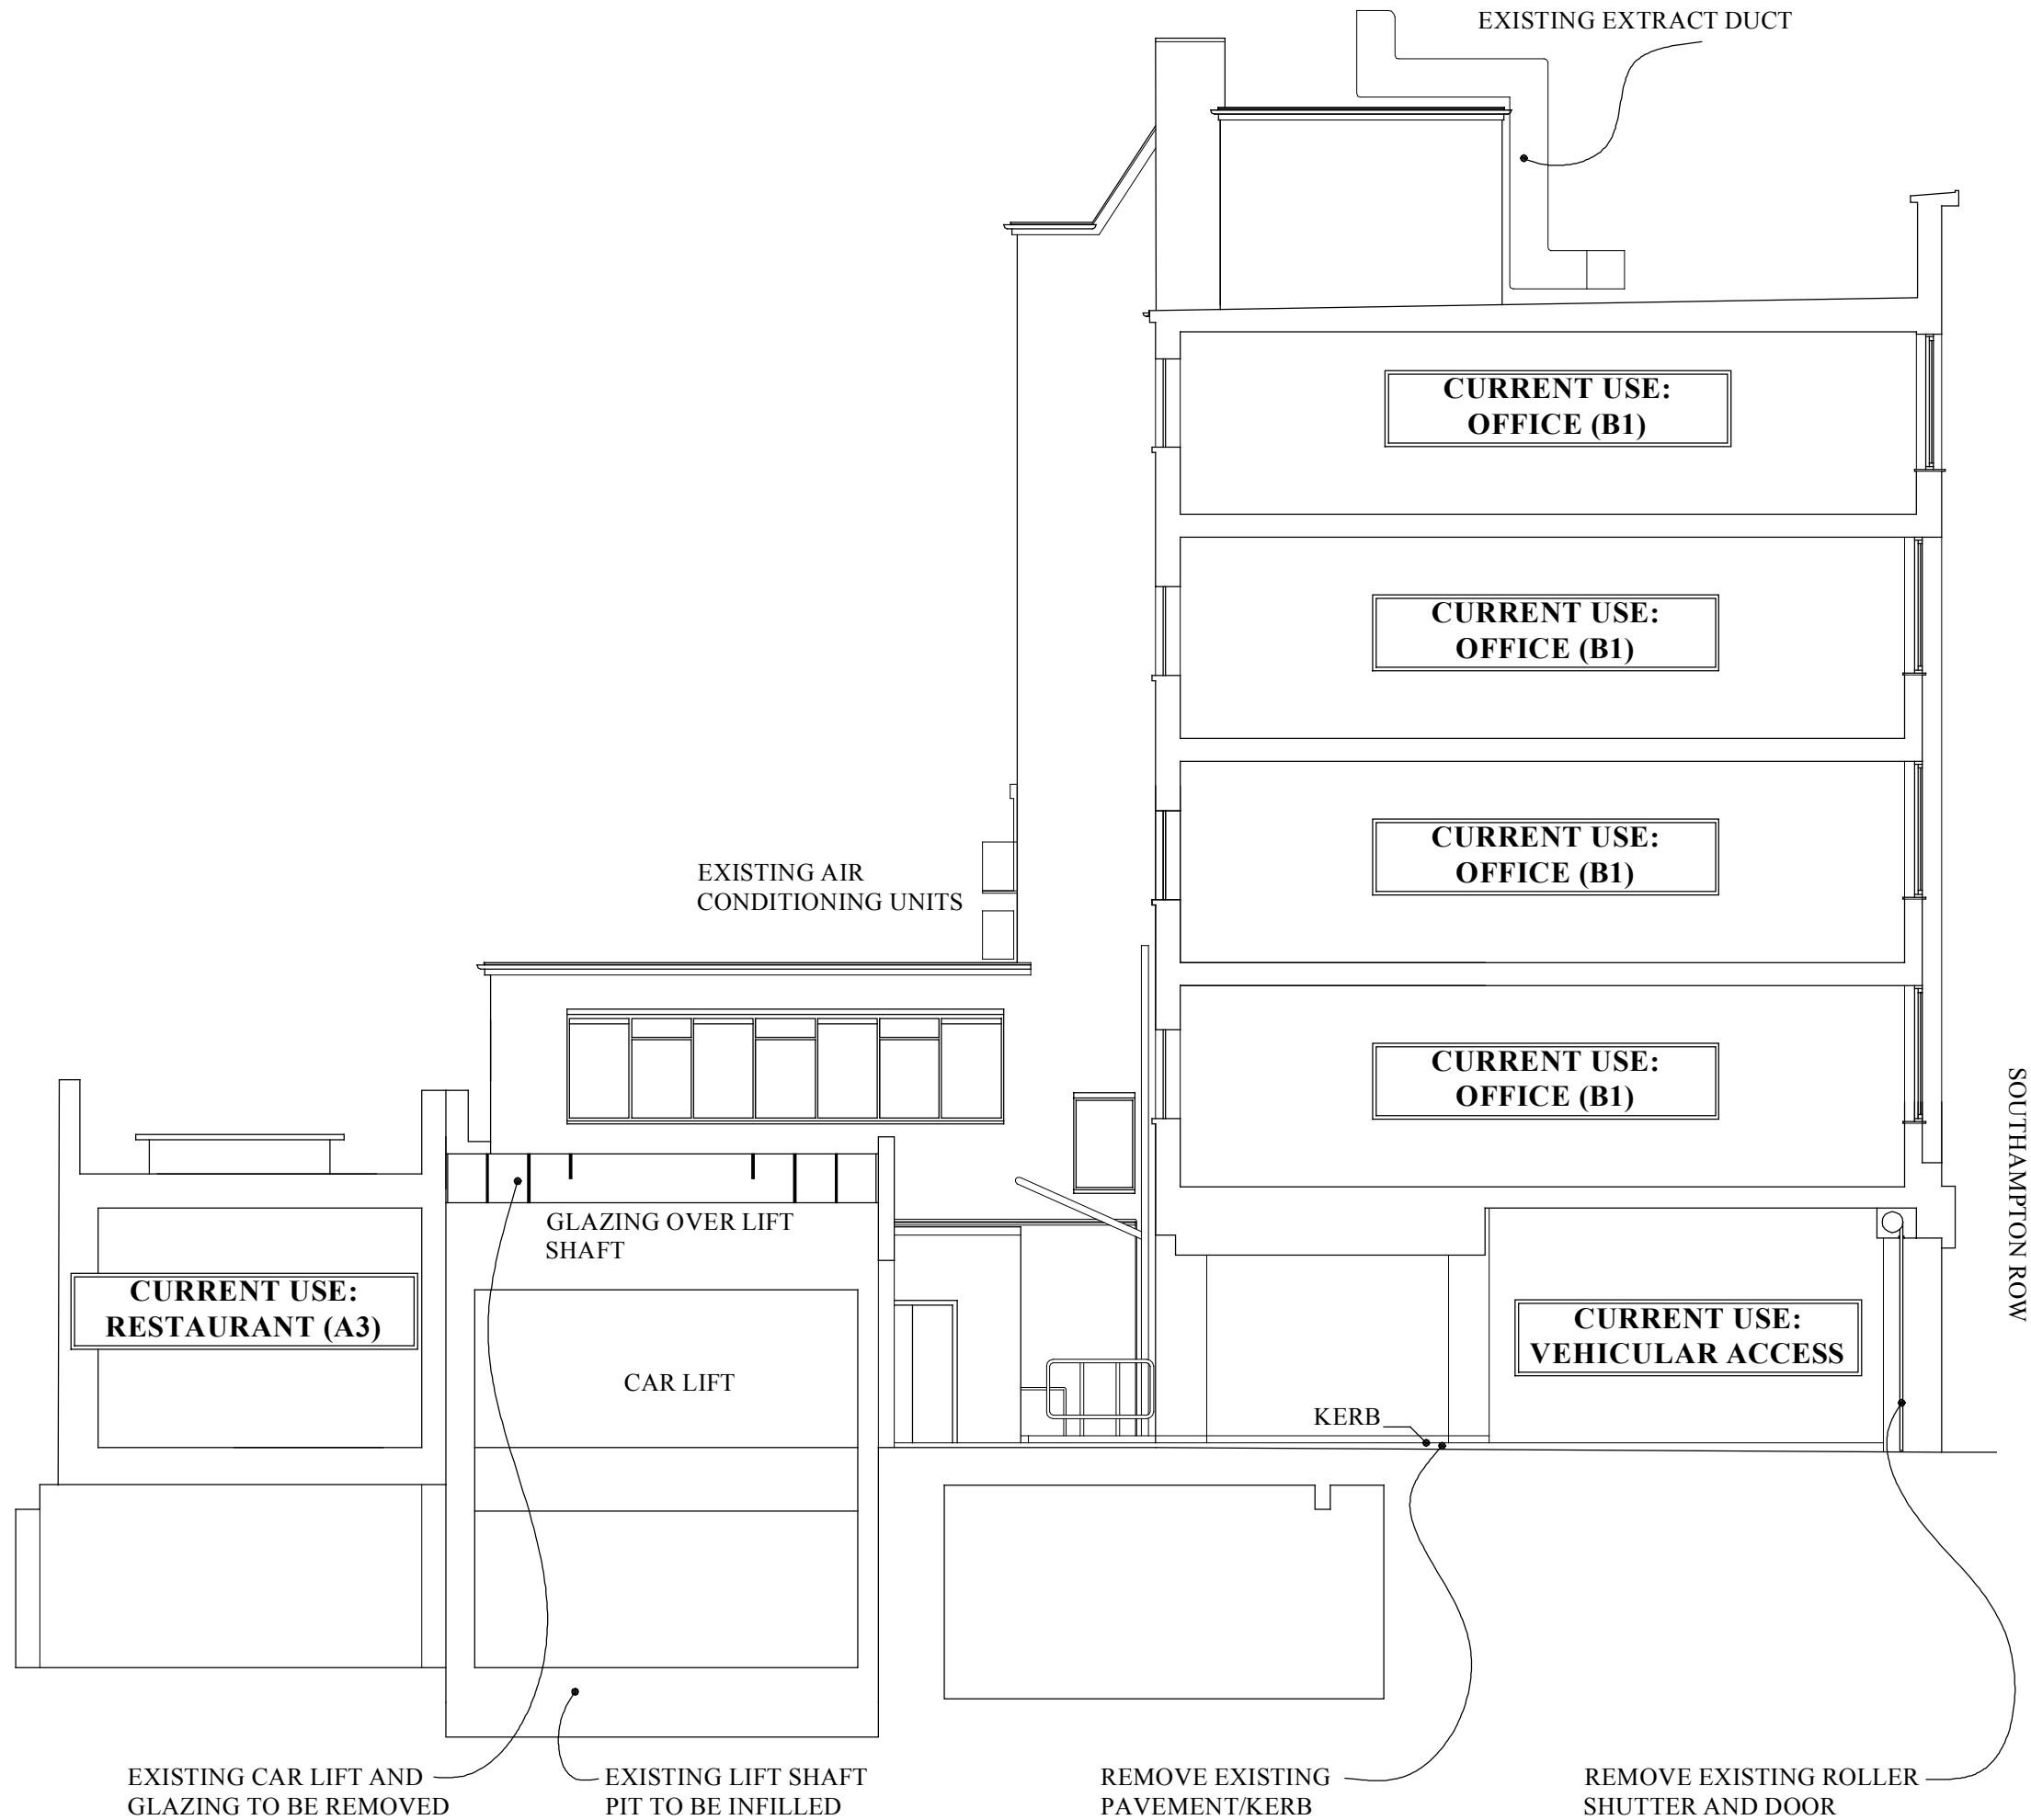 EXISTING EXTRACT DUCT
CURRENT USE:
OFFICE (B1)
CURRENT USE:
OFFICE (B1)
CURRENT USE:
OFFICE (B1)
EXISTING AIR
CONDITIONING UNITS
CURRENT USE:
OFFICE (B1)
SOUTHAMPTON ROW
GLAZING OVER LIFT
SHAFT
CURRENT USE:
RESTAURANT (A3)
CURRENT USE:
VEHICULAR ACCESS
CAR LIFT
KERB
EXISTING CAR LIFT AND
GLAZING TO BE REMOVED
EXISTING LIFT SHAFT
PIT TO BE INFILLED
REMOVE EXISTING
PAVEMENT/KERB
REMOVE EXISTING ROLLER
SHUTTER AND DOOR